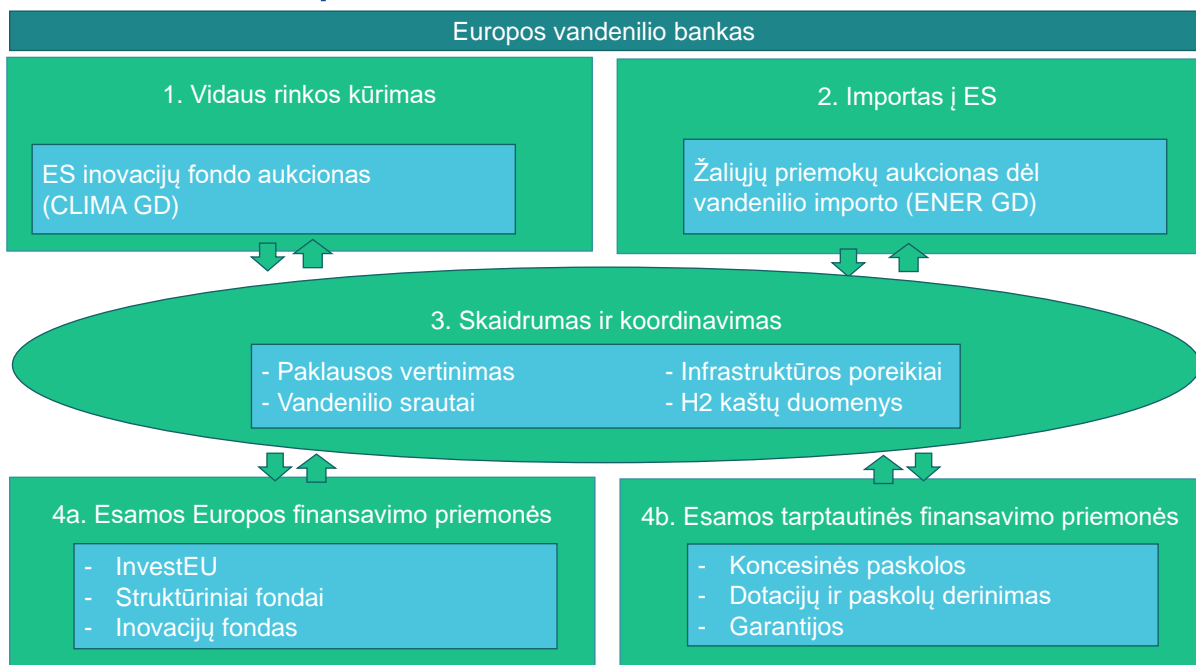 Europos vandenilio bankas
1. Vidaus rinkos kūrimas
ES inovacijų fondo aukcionas
(CLIMA GD)
2. Importas į ES
Žaliųjų priemokų aukcionas dėl
vandenilio importo (ENER GD)
3. Skaidrumas ir koordinavimas
- Paklausos vertinimas
- Vandenilio srautai
- Infrastruktūros poreikiai
- H2 kaštų duomenys
4a. Esamos Europos finansavimo priemonės
- InvestEU
- Struktūriniai fondai
- Inovacijų fondas
4b. Esamos tarptautinės finansavimo priemonės
- Koncesinės paskolos
- Dotacijų ir paskolų derinimas
- Garantijos